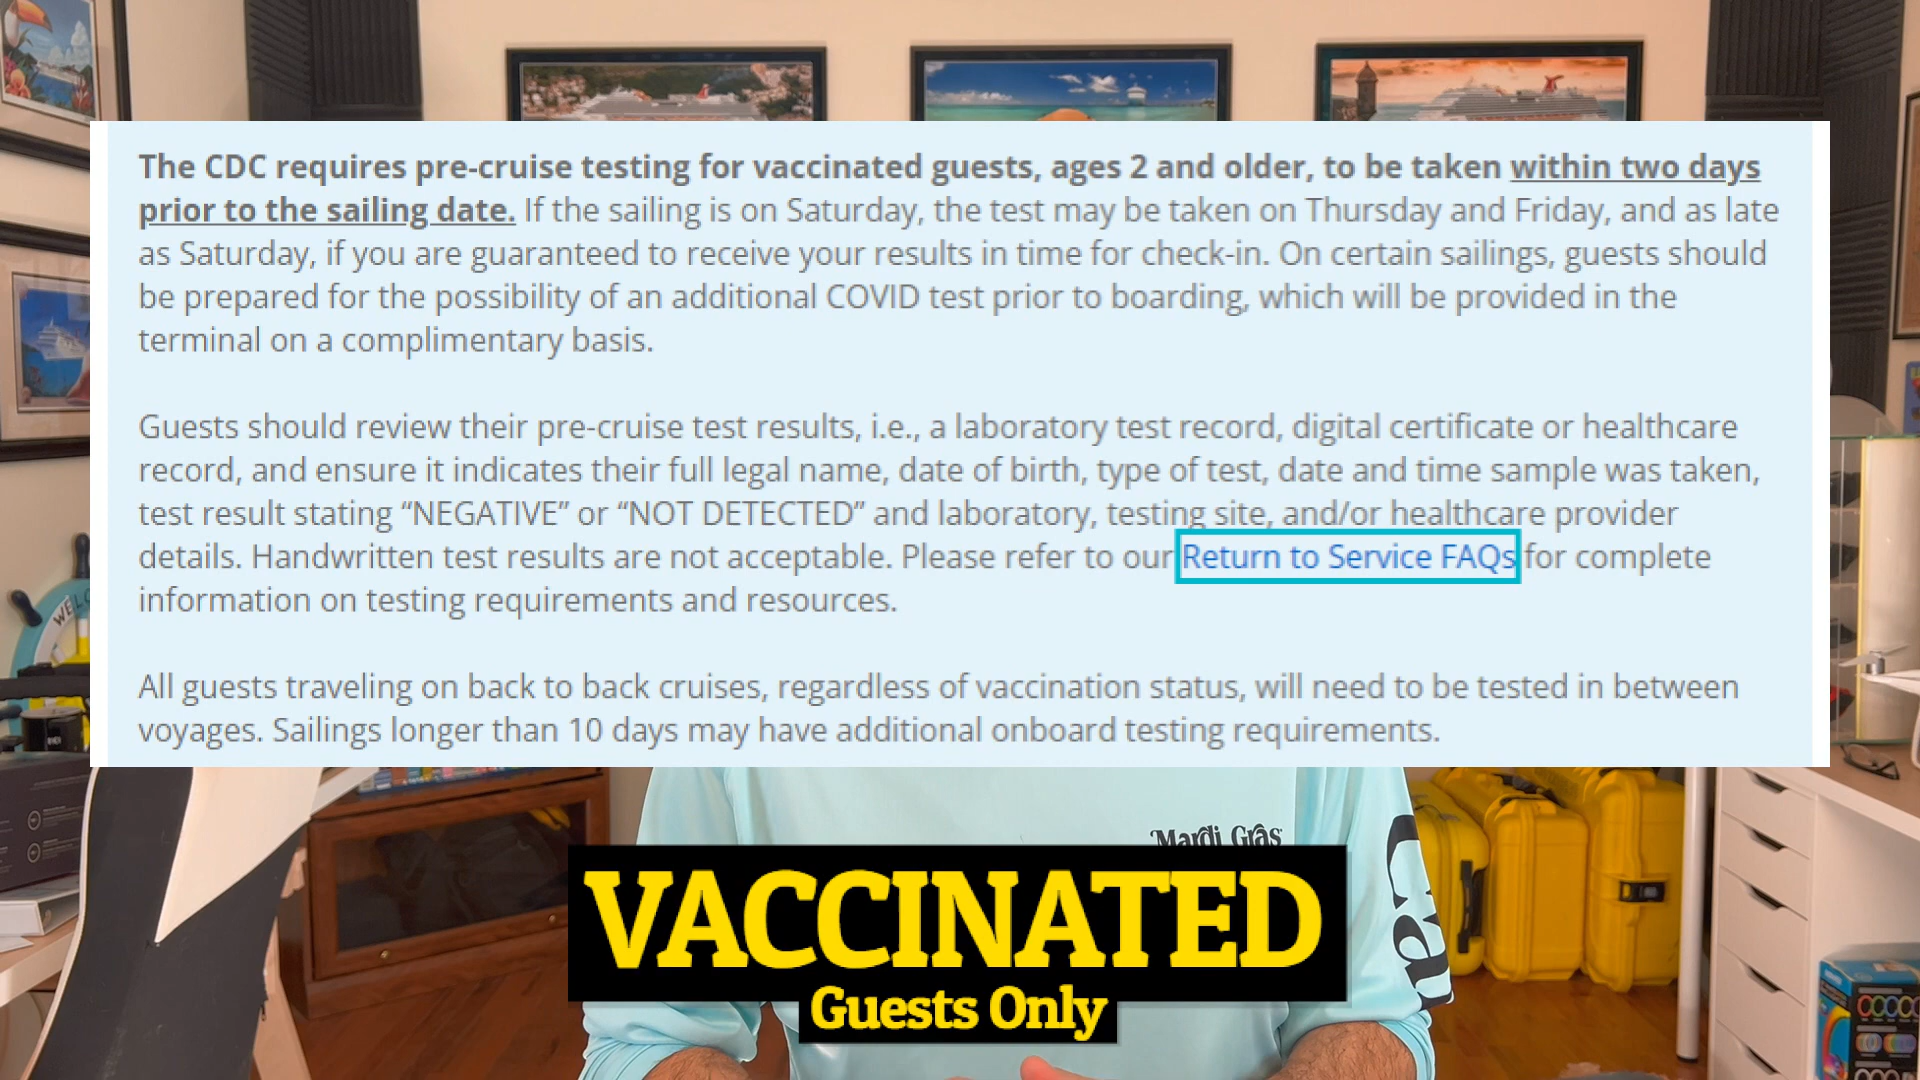 The CDC requires pre-cruise testing for vaccinated guests, ages 2 and older, to be taken within two days
prior to the sailing date. If the sailing is on Saturday, the test may be taken on Thursday and Friday, and as late
as Saturday, if you are guaranteed to receive your results in time for check-in. On certain sailings, guests should
be prepared for the possibility of an additional COVID test prior to boarding, which will be provided in the
terminal on a complimentary basis.
Guests should review their pre-cruise test results, i.e., a laboratory test record, digital certificate or healthcare
record, and ensure it indicates their full legal name, date of birth, type of test, date and time sample was taken,
test result stating “NEGATIVE” or “NOT DETECTED” and laboratory, testing site, and/or healthcare provider
details. Handwritten test results are not acceptable. Please refer to our Return to Service FAQs for complete
information on testing requirements and resources.
All guests traveling on back to back cruises, regardless of vaccination status, will need to be tested in between
voyages. Sailings longer than 10 days may have additional onboard testing requirements.
Mardi Gras
VACCINATED
Guests Only